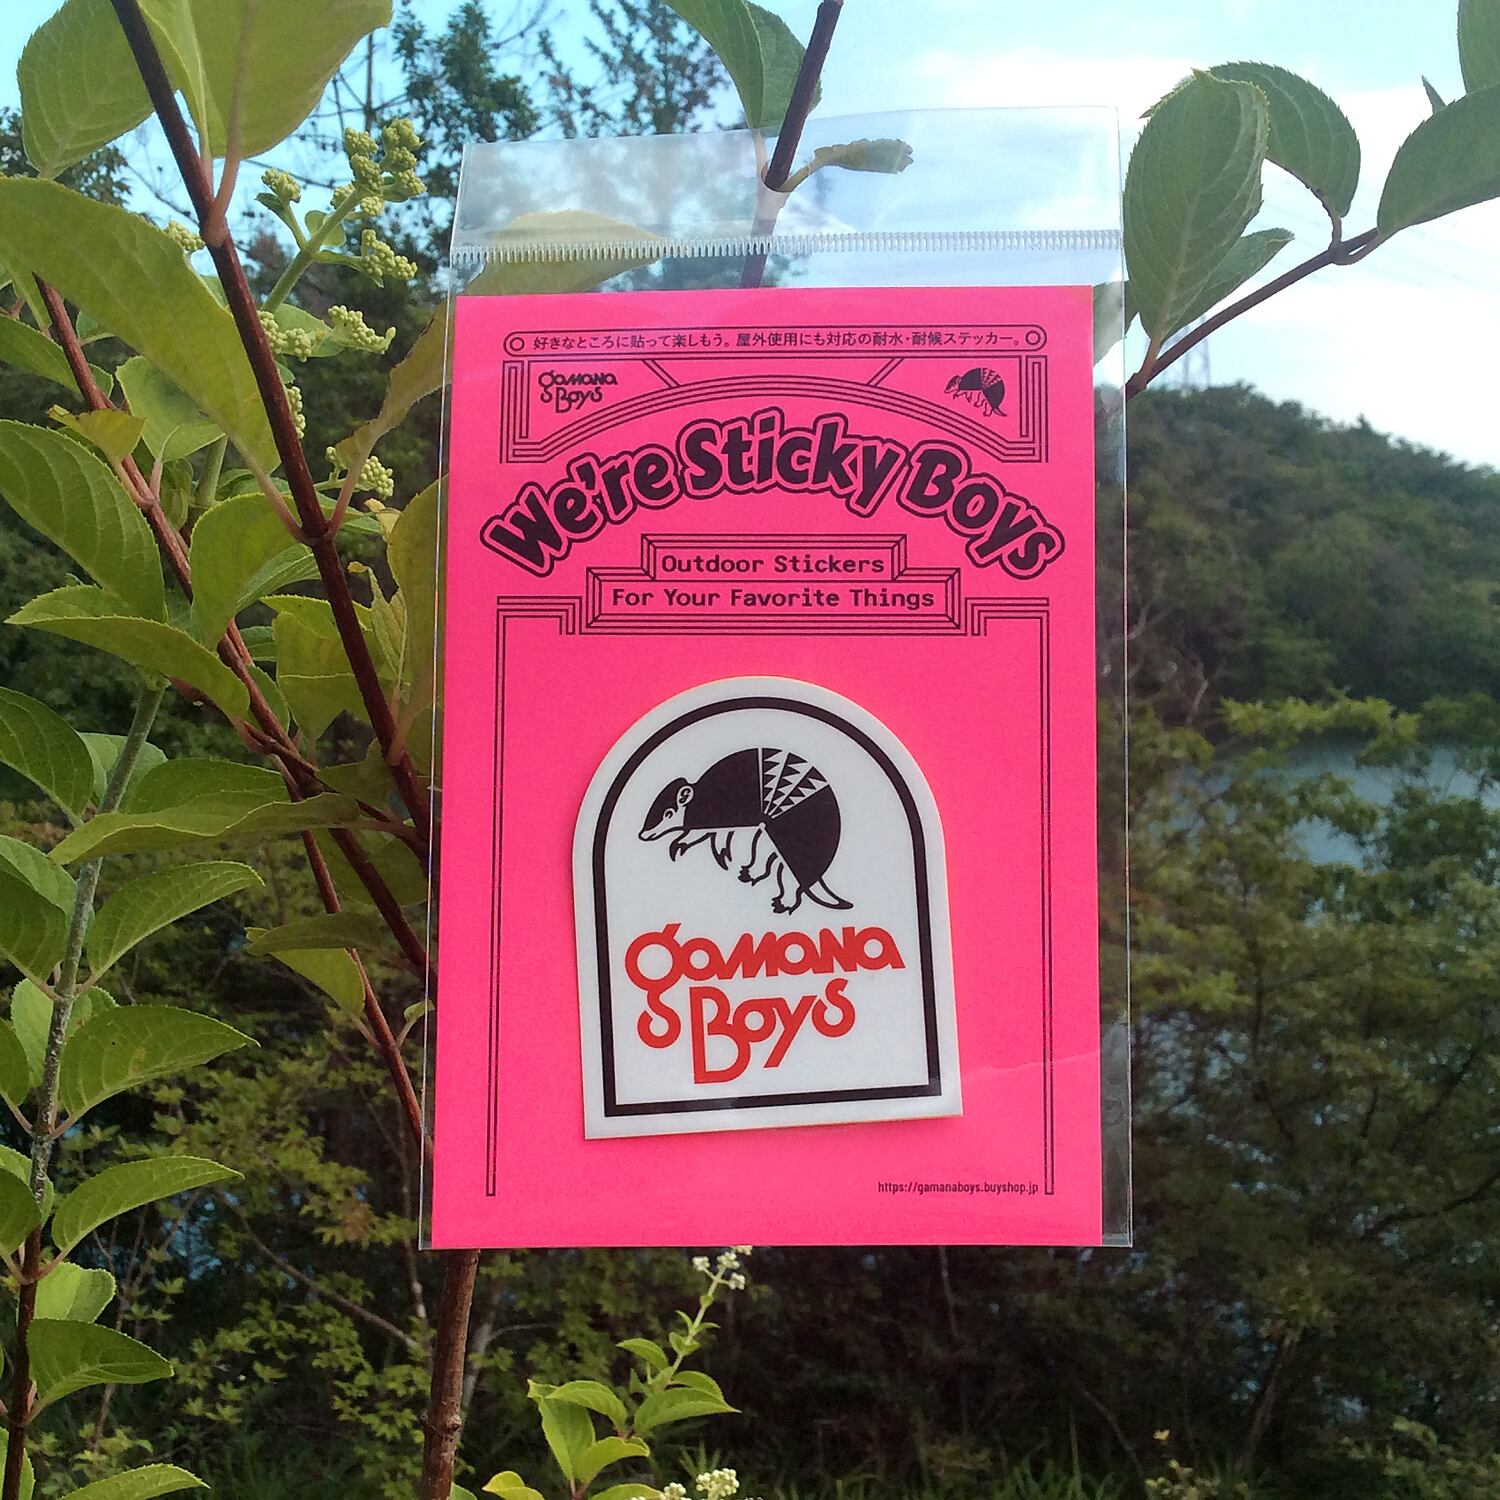 好きなところに貼って楽しもう。屋外使用にも対応の耐水・耐候ステッカー。
gamana
Boys
We're Sticky Boys
Outdoor Stickers
For Your Favorite Things
gamana
Boys
https://gamanaboys.buyshop.jp